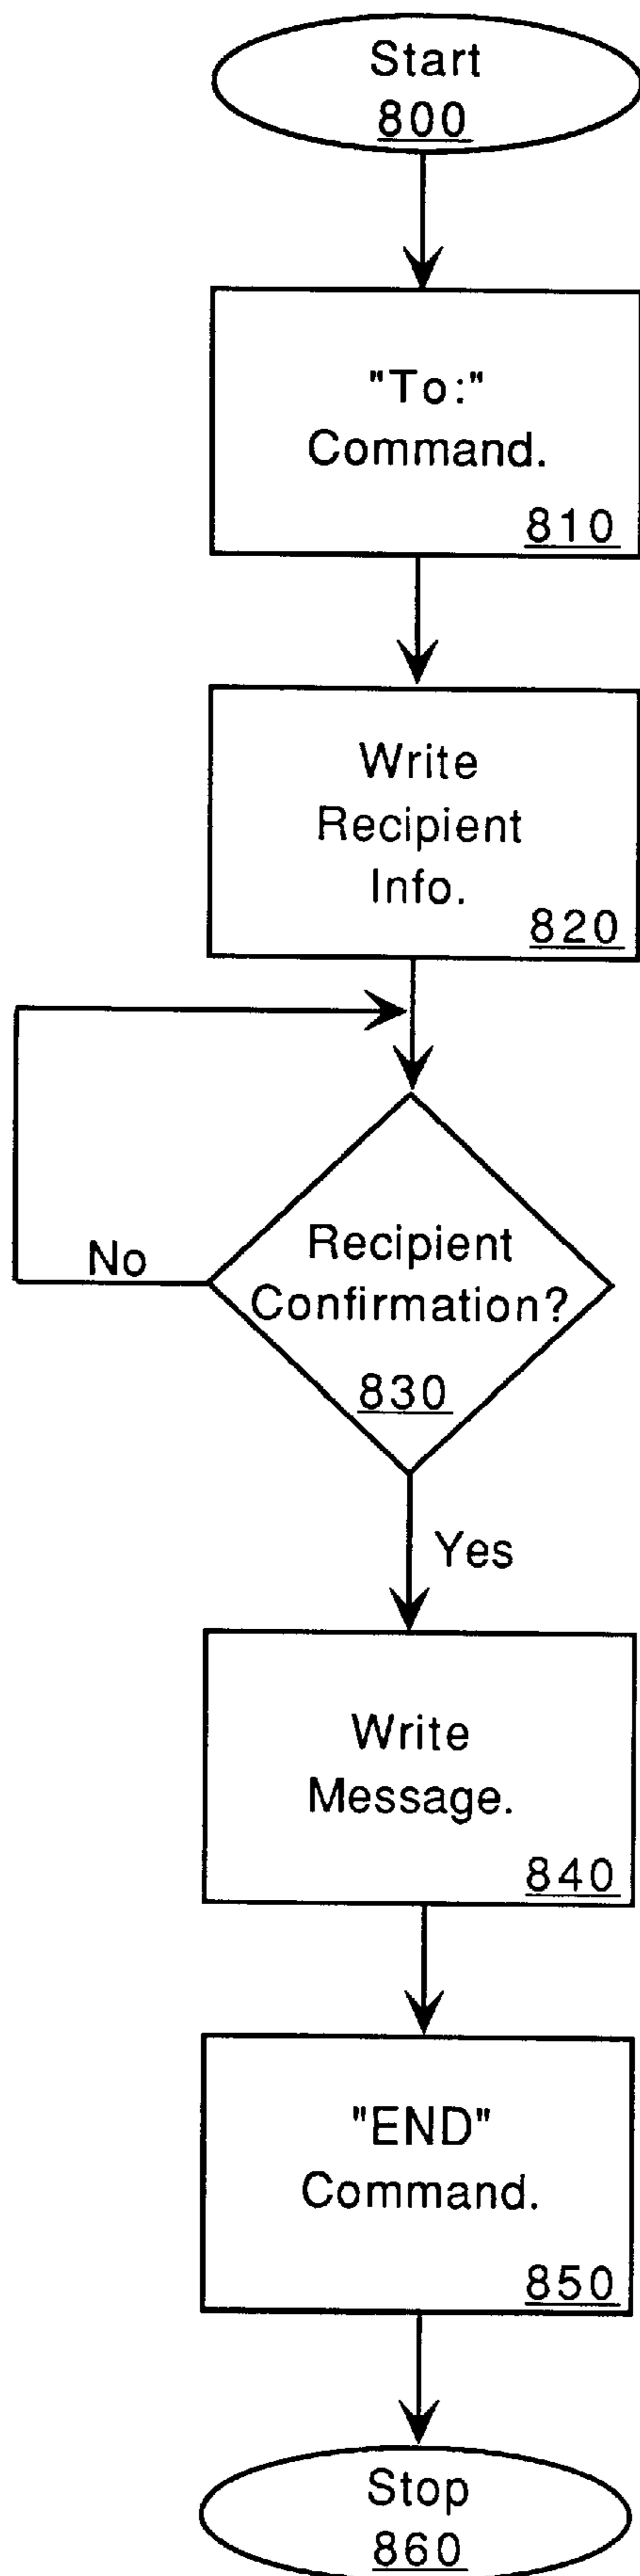 Start
800
"To:"
Command.
810
Write
Recipient
Info.
820
No
Recipient
Confirmation?
830
Yes
Write
Message.
840
"END"
Command.
850
Stop
860